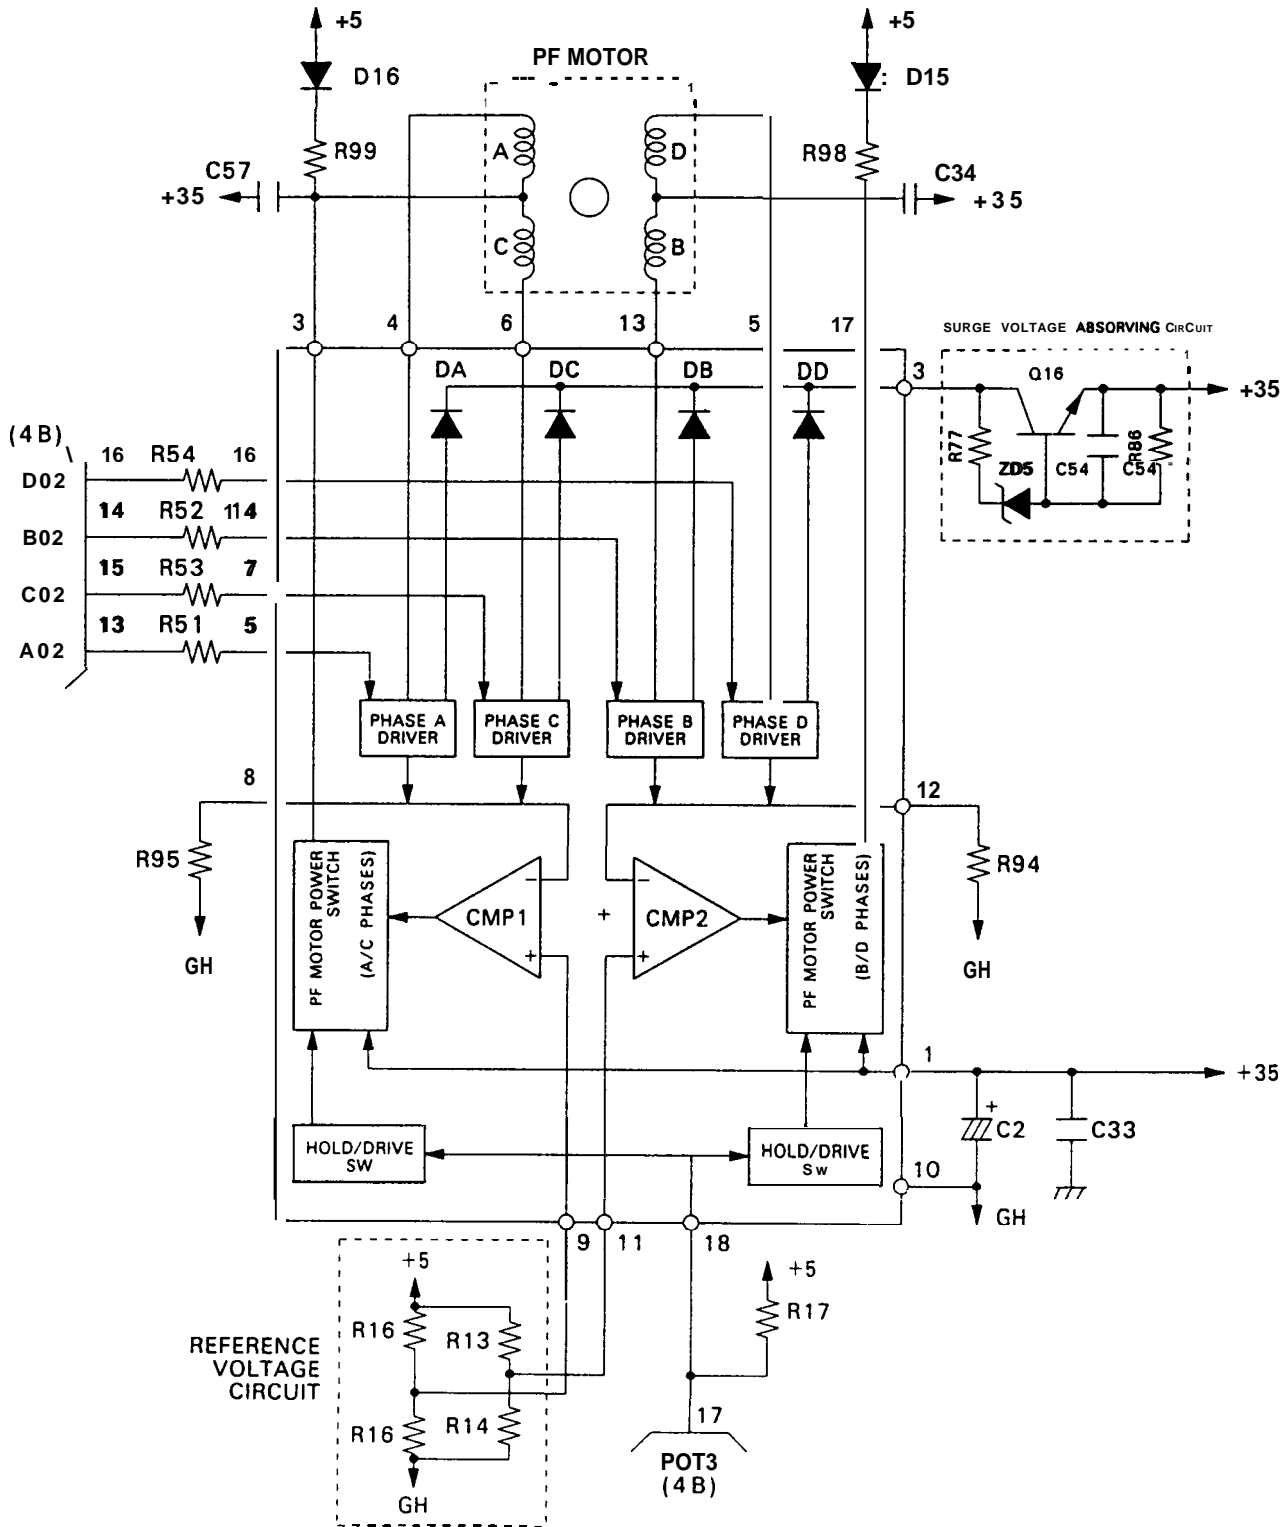 +5
+5
PF MOTOR
D16
: D15
A
D
R99
R98
C57
C34
+35
+35
C
B
3
4
6
13
5
17
SURGE VOLTAGE ABSORVING CirCuIT
DA
DC
DB
DD
3
Q16
+35
(4B)
R77
R86
16
R54
16
ZD5
C54
C54
D02
14
R52
114
B02
15
R53
7
C02
13
R51
5
A02
PHASE A
DRIVER
PHASE C
DRIVER
PHASE B
DRIVER
PHASE D
DRIVER
8
12
R95
R94
PF MOTOR POWER
SWITCH
(A/C PHASES)
−
CMP1
+
+
−
CMP2
+
PF MOTOR POWER
SWITCH
(B/D PHASES)
GH
GH
1
+35
+
C2
C33
HOLD/DRIVE
SW
HOLD/DRIVE
Sw
10
GH
9
11
18
+5
+5
R17
R16
R13
REFERENCE
VOLTAGE
CIRCUIT
R16
R14
17
POT3
(4B)
GH